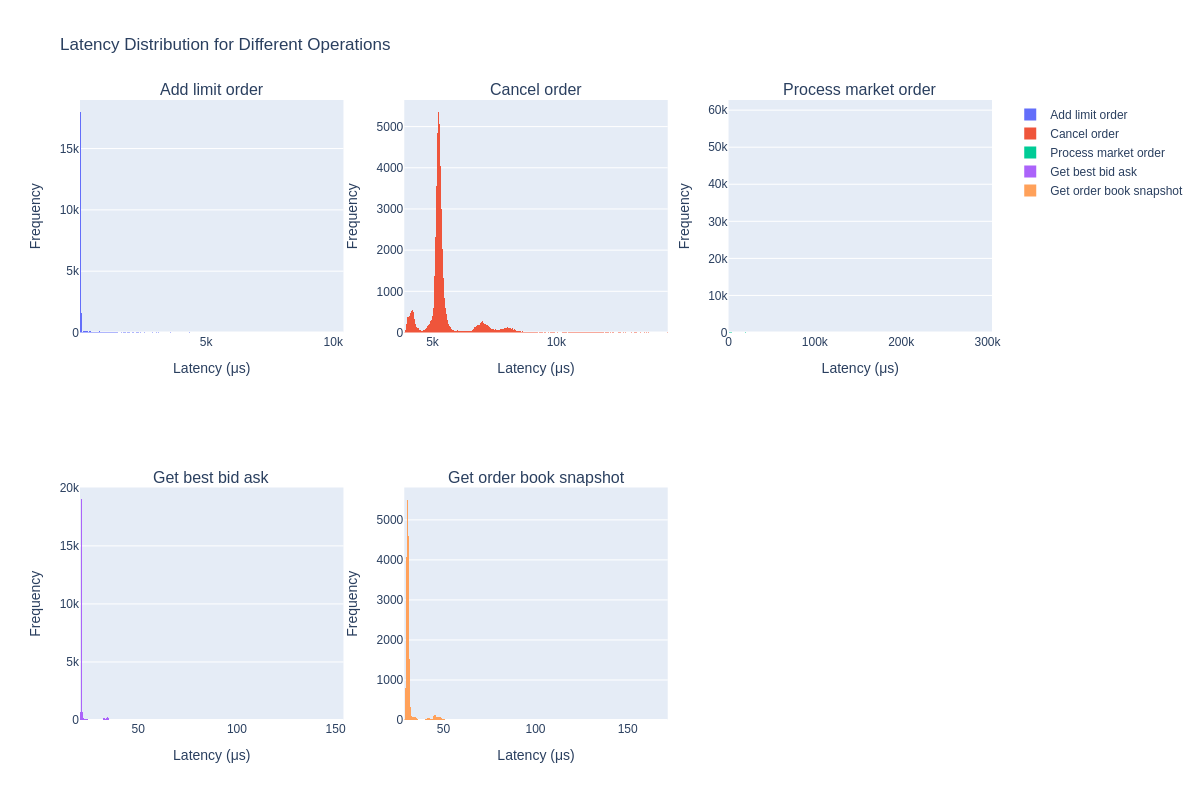 Latency Distribution for Different Operations
Add limit order
Cancel order
Process market order
Frequency
15k
10k
5k
0
5k
10k
Latency (μs)
Frequency
5000
4000
3000
2000
1000
0
5k
10k
Latency (μs)
Frequency
60k
50k
40k
30k
20k
10k
0
0
100k
200k
300k
Latency (μs)
Add limit order
Cancel order
Process market order
Get best bid ask
Get order book snapshot
Get best bid ask
Get order book snapshot
Frequency
20k
15k
10k
5k
0
50
100
150
Latency (μs)
Frequency
5000
4000
3000
2000
1000
0
50
100
150
Latency (μs)